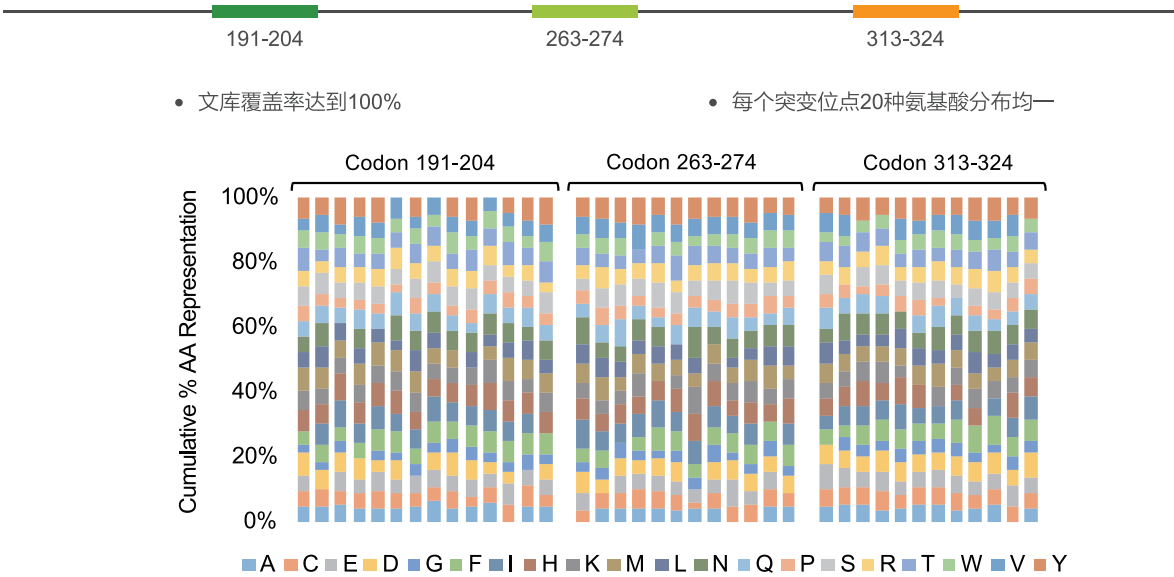 191-204 263-274 313-324
• 文库覆盖率达到100% • 每个突变位点20种氨基酸分布均一
Codon 191-204 Codon 263-274 Codon 313-324
Cumulative % AA Representation
100%
80%
60%
40%
20%
0%
A C E D G F I H K M L N Q P S R T W V Y